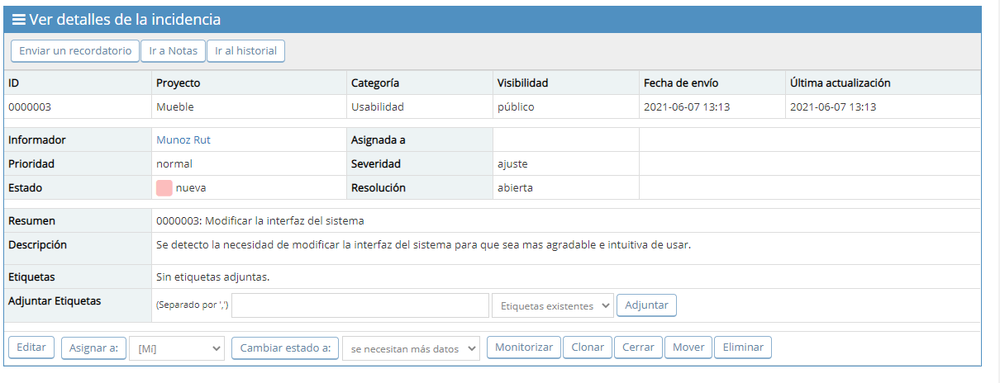 Ver detalles de la incidencia
Enviar un recordatorio Ir a Notas Ir al historial
ID Proyecto Categoría Visibilidad Fecha de envío Última actualización
0000003 Mueble Usabilidad público 2021-06-07 13:13 2021-06-07 13:13
Informador Munoz Rut Asignada a
Prioridad normal Severidad ajuste
Estado nueva Resolución abierta
Resumen 0000003: Modificar la interfaz del sistema
Descripción Se detecto la necesidad de modificar la interfaz del sistema para que sea mas agradable e intuitiva de usar.
Etiquetas Sin etiquetas adjuntas.
Adjuntar Etiquetas (Separado por ',') Etiquetas existentes Adjuntar
Editar Asignar a: [Mí] Cambiar estado a: se necesitan más datos Monitorizar Clonar Cerrar Mover Eliminar